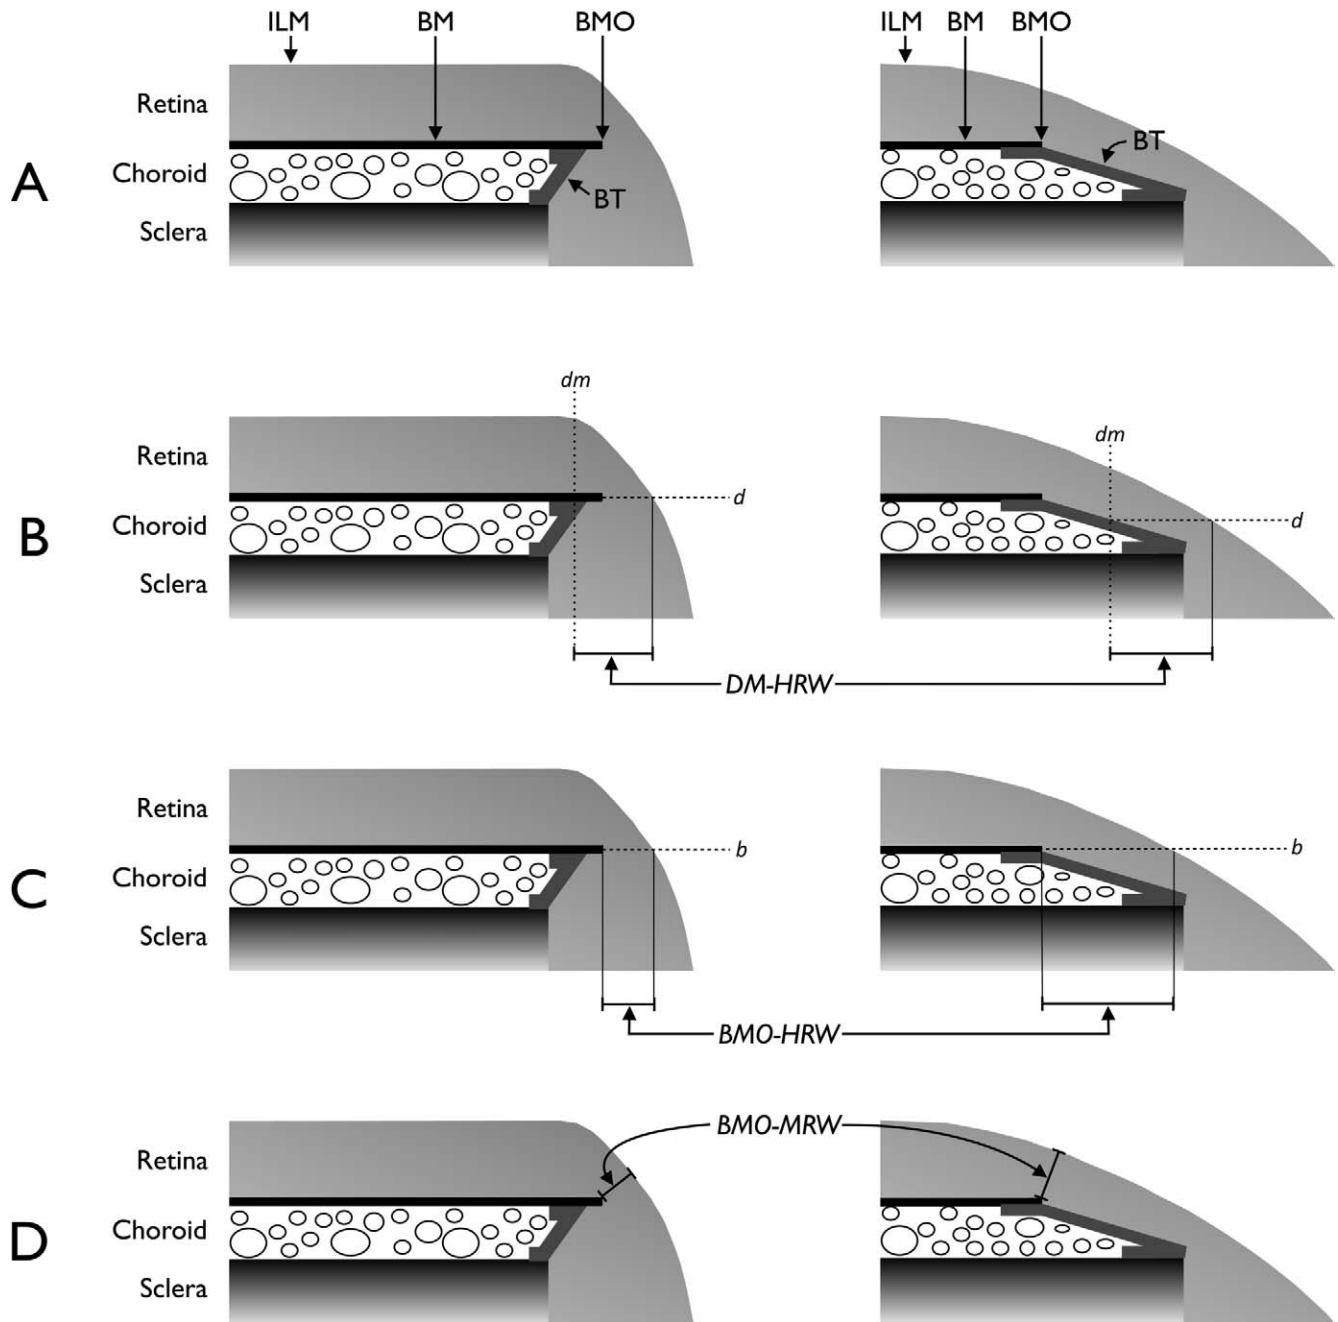 ILM BM BMO ILM BM BMO
Retina
BT
A Choroid
BT
Sclera
dm
dm
Retina
d
d
B Choroid
Sclera
DM-HRW
Retina
b b
C Choroid
Sclera
BMO-HRW
BMO-MRW
Retina
D Choroid
Sclera